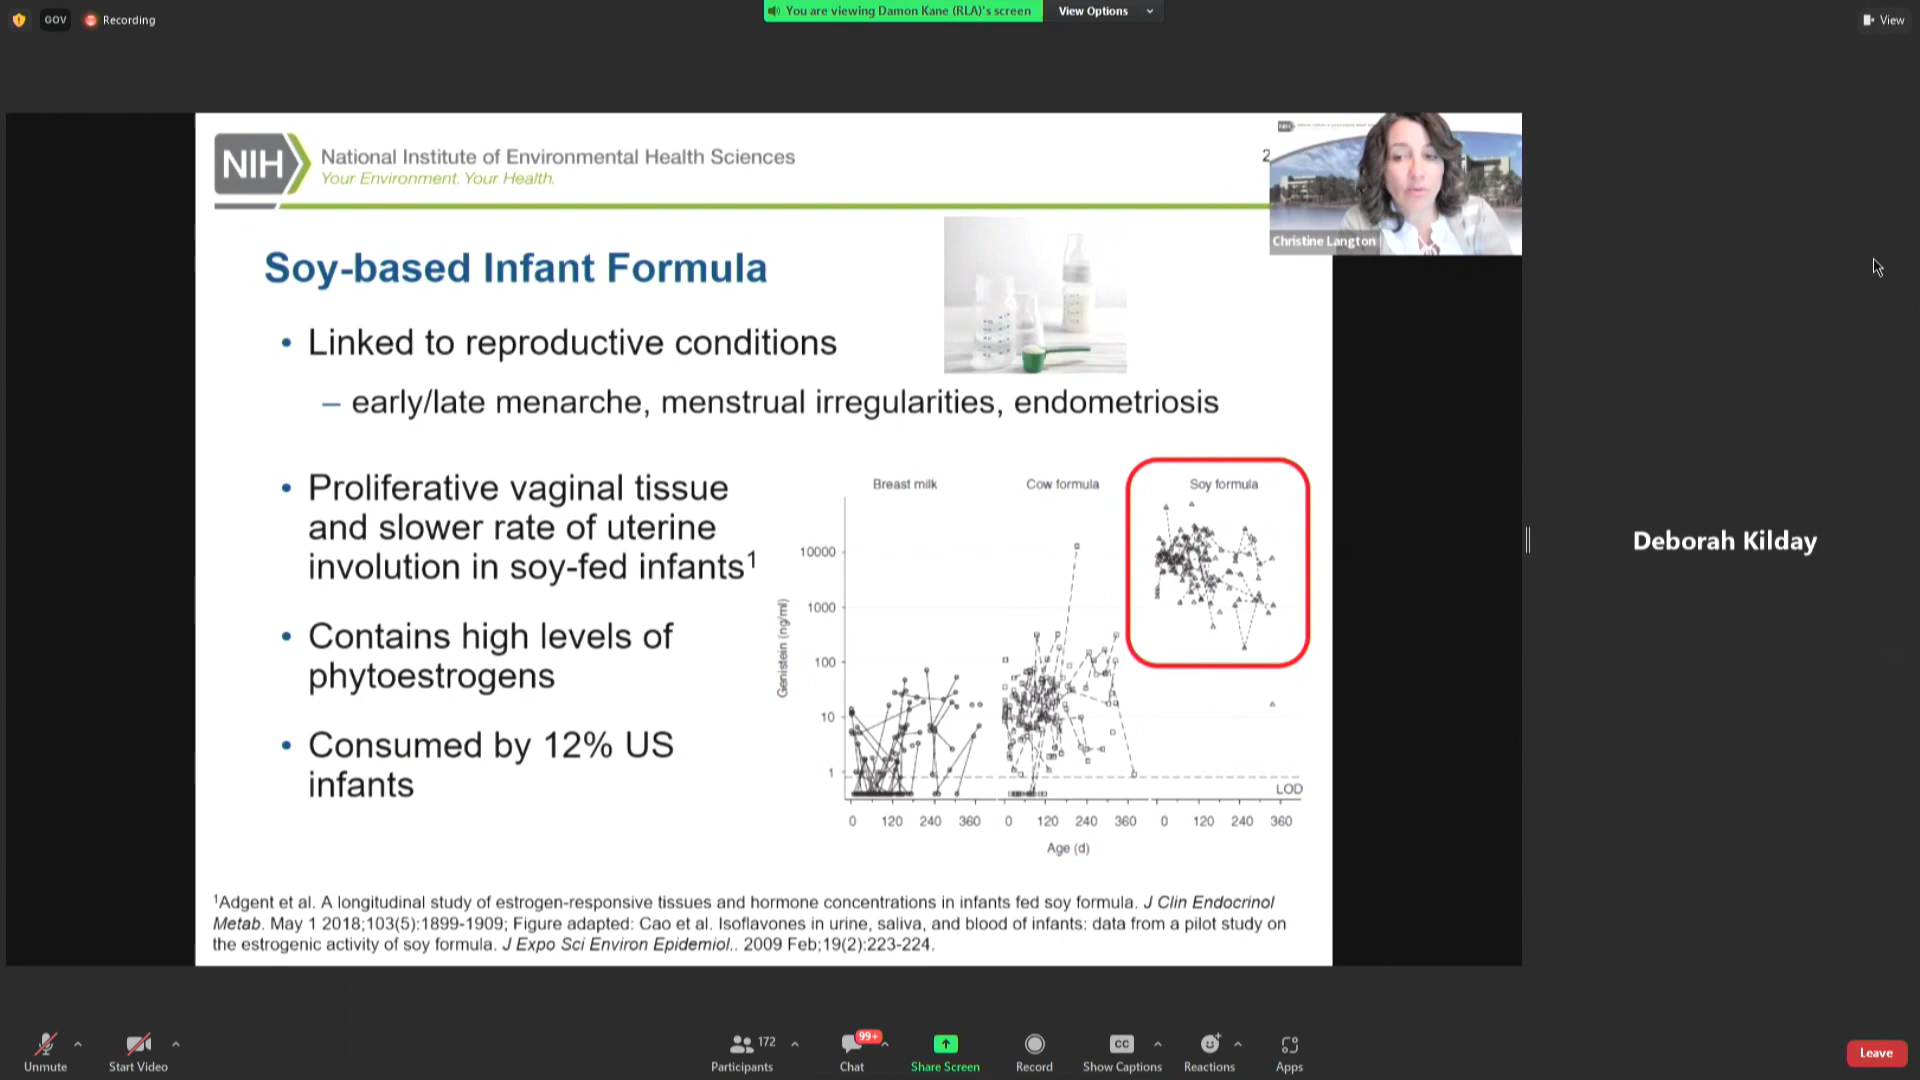 GOV
Recording
You are viewing Damon Kane (RLA)'s screen
View Options
View
NIH
National Institute of Environmental Health Sciences
Your Environment. Your Health.
2
Christine Langton
Soy-based Infant Formula
• Linked to reproductive conditions
– early/late menarche, menstrual irregularities, endometriosis
• Proliferative vaginal tissue
and slower rate of uterine
involution in soy-fed infants¹
• Contains high levels of
phytoestrogens
• Consumed by 12% US
infants
Breast milk
Cow formula
Soy formula
Genistein (ng/ml)
10000
1000
100
10
1
LOD
0 120 240 360 0 120 240 360 0 120 240 360
Age (d)
¹Adgent et al. A longitudinal study of estrogen-responsive tissues and hormone concentrations in infants fed soy formula. J Clin Endocrinol
Metab. May 1 2018;103(5):1899-1909; Figure adapted: Cao et al. Isoflavones in urine, saliva, and blood of infants: data from a pilot study on
the estrogenic activity of soy formula. J Expo Sci Environ Epidemiol.. 2009 Feb;19(2):223-224.
Deborah Kilday
Unmute
Start Video
172
Participants
99+
Chat
Share Screen
Record
CC
Show Captions
Reactions
Apps
Leave